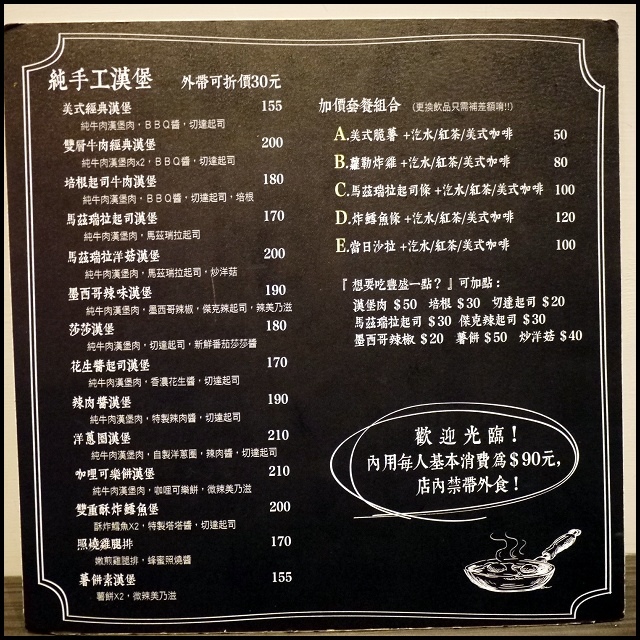 純手工漢堡 外帶可折價30元
美式經典漢堡 155
純牛肉漢堡肉，BBQ醬，切達起司
雙層牛肉經典漢堡 200
純牛肉漢堡肉x2，BBQ醬，切達起司
培根起司牛肉漢堡 180
純牛肉漢堡肉，BBQ醬，切達起司，培根
馬茲瑞拉起司漢堡 170
純牛肉漢堡肉，馬茲瑞拉起司
馬茲瑞拉洋菇漢堡 200
純牛肉漢堡肉，馬茲瑞拉起司，炒洋菇
墨西哥辣味漢堡 190
純牛肉漢堡肉，墨西哥辣椒，傑克辣起司，辣美乃滋
莎莎漢堡 180
純牛肉漢堡肉，切達起司，新鮮番茄莎莎醬
花生醬起司漢堡 170
純牛肉漢堡肉，香濃花生醬，切達起司
辣肉醬漢堡 190
純牛肉漢堡肉，特製辣肉醬，切達起司
洋蔥圈漢堡 210
純牛肉漢堡肉，自製洋蔥圈，辣肉醬，切達起司
咖哩可樂餅漢堡 210
純牛肉漢堡肉，咖哩可樂餅，微辣美乃滋
雙重酥炸鱈魚堡 200
酥炸鱈魚X2，特製塔塔醬，切達起司
照燒雞腿排 170
嫩煎雞腿排，蜂蜜照燒醬
薯餅素漢堡 155
薯餅X2，微辣美乃滋
加價套餐組合 (更換飲品只需補差額唷!!)
A.美式脆薯+汽水/紅茶/美式咖啡 50
B.蘿勒炸雞+汽水/紅茶/美式咖啡 80
C.馬茲瑞拉起司條+汽水/紅茶/美式咖啡 100
D.炸鱈魚條+汽水/紅茶/美式咖啡 120
E.當日沙拉+汽水/紅茶/美式咖啡 100
『想要吃豐盛一點？』可加點：
漢堡肉 $50 培根 $30 切達起司 $20
馬茲瑞拉起司 $30 傑克辣起司 $30
墨西哥辣椒 $20 薯餅 $50 炒洋菇 $40
歡迎光臨！
內用每人基本消費為$90元,
店內禁帶外食！